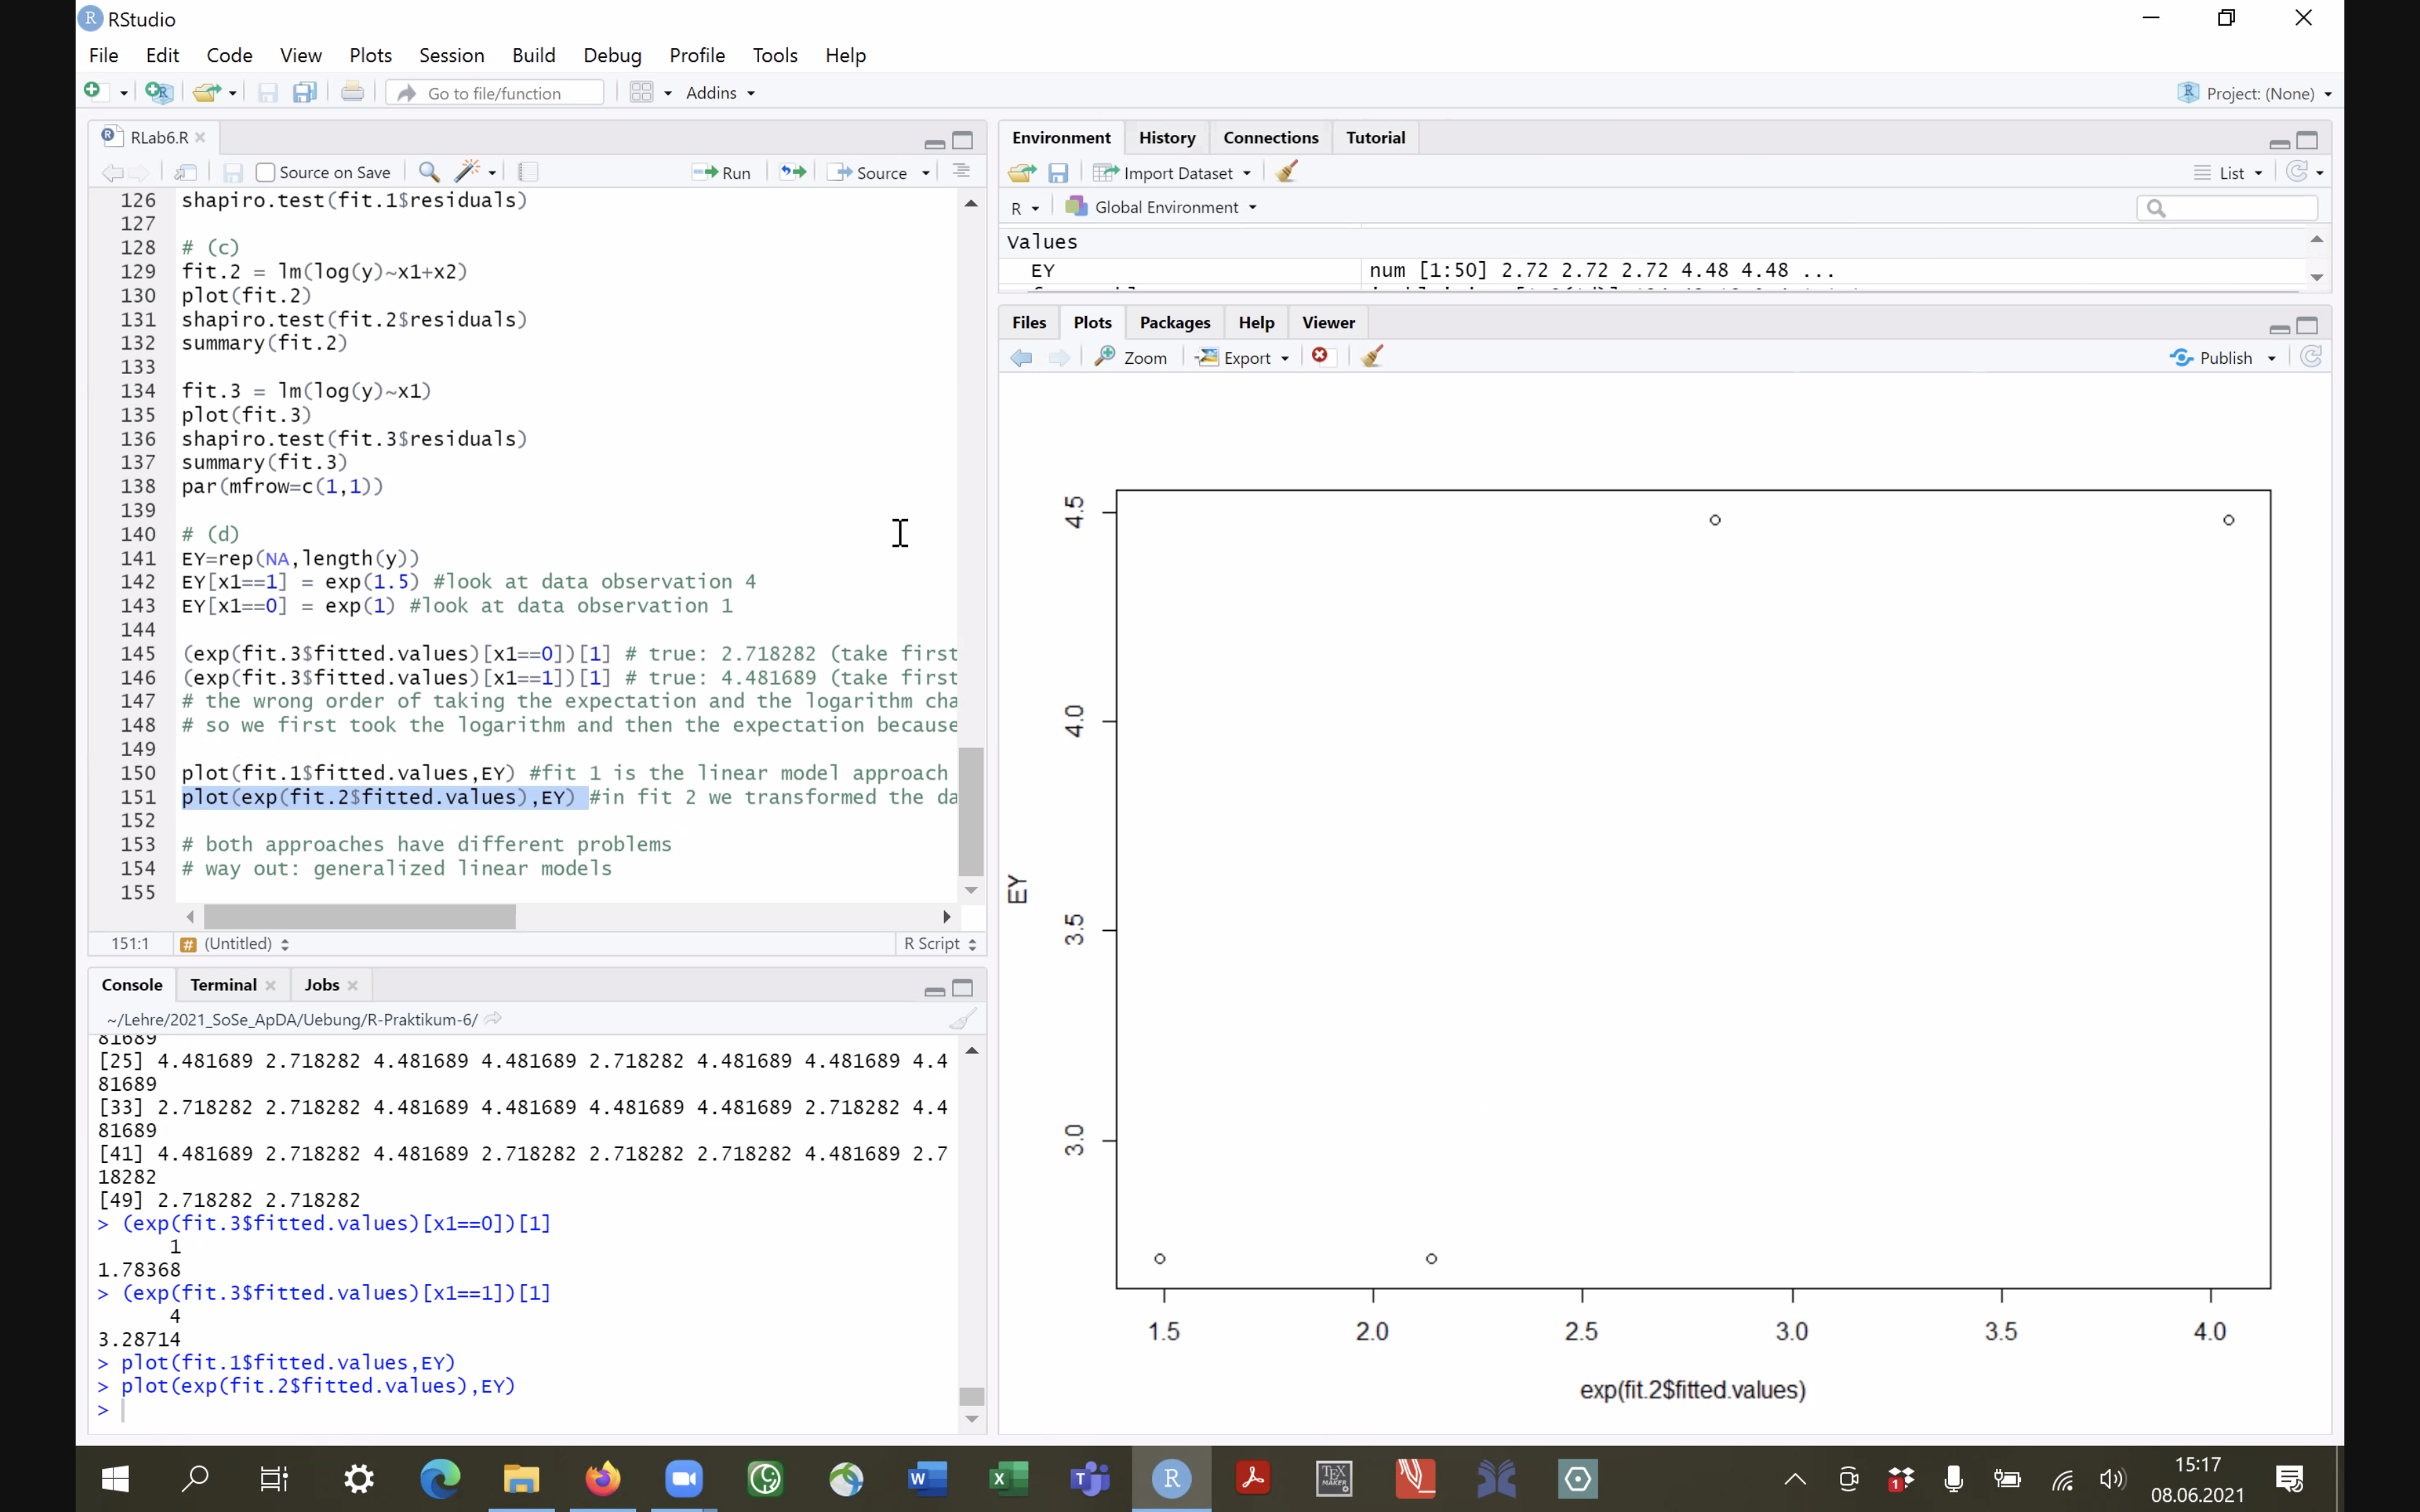 RStudio
File Edit Code View Plots Session Build Debug Profile Tools Help
Go to file/function Addins Project: (None)
RLab6.R
Source on Save Run Source
126 shapiro.test(fit.1$residuals)
127
128 # (c)
129 fit.2 = lm(log(y)~x1+x2)
130 plot(fit.2)
131 shapiro.test(fit.2$residuals)
132 summary(fit.2)
133
134 fit.3 = lm(log(y)~x1)
135 plot(fit.3)
136 shapiro.test(fit.3$residuals)
137 summary(fit.3)
138 par(mfrow=c(1,1))
139
140 # (d)
141 EY=rep(NA,length(y))
142 EY[x1==1] = exp(1.5) #look at data observation 4
143 EY[x1==0] = exp(1) #look at data observation 1
144
145 (exp(fit.3$fitted.values)[x1==0])[1] # true: 2.718282 (take first
146 (exp(fit.3$fitted.values)[x1==1])[1] # true: 4.481689 (take first
147 # the wrong order of taking the expectation and the logarithm cha
148 # so we first took the logarithm and then the expectation because
149
150 plot(fit.1$fitted.values,EY) #fit 1 is the linear model approach
151 plot(exp(fit.2$fitted.values),EY) #in fit 2 we transformed the da
152
153 # both approaches have different problems
154 # way out: generalized linear models
155
151:1 # (Untitled) R Script
Console Terminal Jobs
~/Lehre/2021_SoSe_ApDA/Uebung/R-Praktikum-6/
81689
[25] 4.481689 2.718282 4.481689 4.481689 2.718282 4.481689 4.481689 4.4
81689
[33] 2.718282 2.718282 4.481689 4.481689 4.481689 4.481689 2.718282 4.4
81689
[41] 4.481689 2.718282 4.481689 2.718282 2.718282 2.718282 4.481689 2.7
18282
[49] 2.718282 2.718282
> (exp(fit.3$fitted.values)[x1==0])[1]
1
1.78368
> (exp(fit.3$fitted.values)[x1==1])[1]
4
3.28714
> plot(fit.1$fitted.values,EY)
> plot(exp(fit.2$fitted.values),EY)
>
Environment History Connections Tutorial
Import Dataset List
R Global Environment
Values
EY num [1:50] 2.72 2.72 2.72 4.48 4.48 ...
Files Plots Packages Help Viewer
Zoom Export Publish
4.5
4.0
3.5
3.0
EY
1.5 2.0 2.5 3.0 3.5 4.0
exp(fit.2$fitted.values)
15:17
08.06.2021